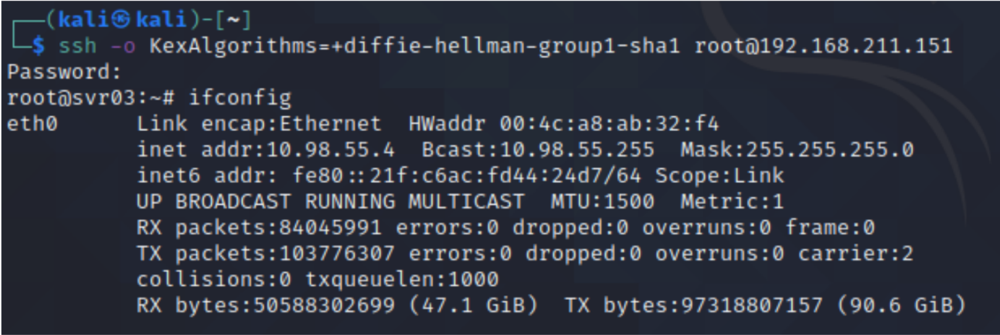 ┌──(kali㉿kali)-[~]
└─$ ssh -o KexAlgorithms=+diffie-hellman-group1-sha1 root@192.168.211.151
Password:
root@svr03:~# ifconfig
eth0      Link encap:Ethernet  HWaddr 00:4c:a8:ab:32:f4
          inet addr:10.98.55.4  Bcast:10.98.55.255  Mask:255.255.255.0
          inet6 addr: fe80::21f:c6ac:fd44:24d7/64 Scope:Link
          UP BROADCAST RUNNING MULTICAST  MTU:1500  Metric:1
          RX packets:84045991 errors:0 dropped:0 overruns:0 frame:0
          TX packets:103776307 errors:0 dropped:0 overruns:0 carrier:2
          collisions:0 txqueuelen:1000
          RX bytes:50588302699 (47.1 GiB)  TX bytes:97318807157 (90.6 GiB)